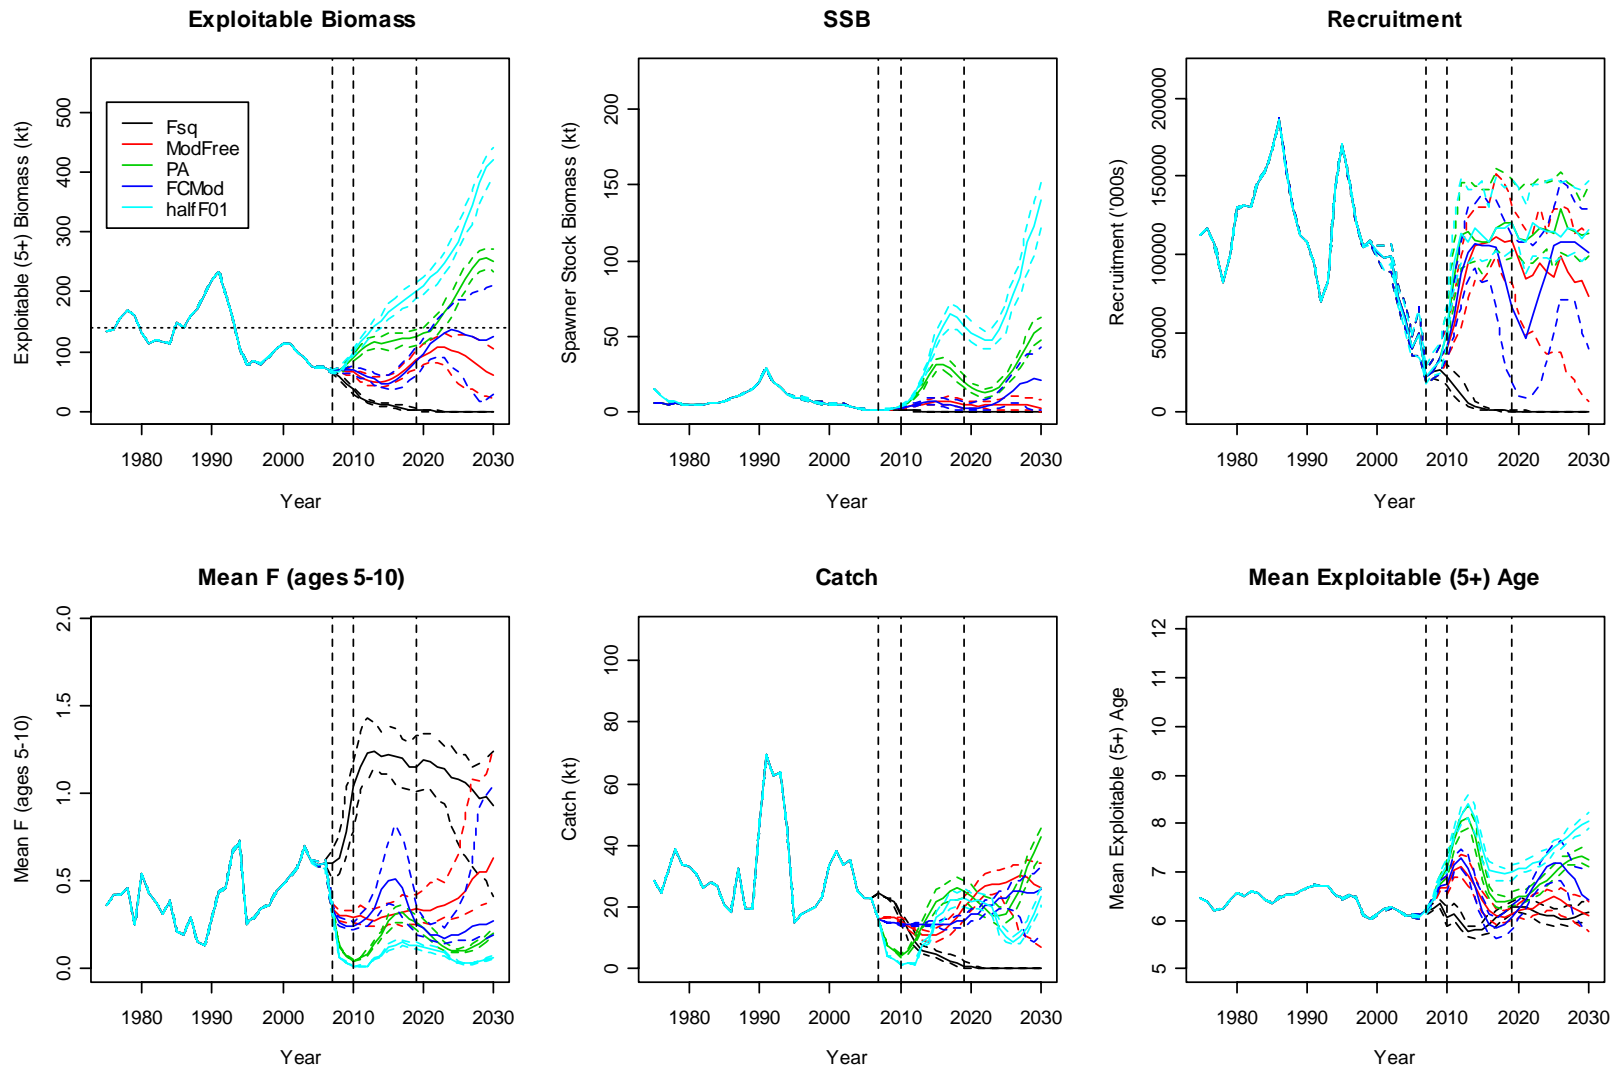 Exploitable Biomass
Exploitable (5+) Biomass (kt)
500
400
300
200
100
0
Fsq
ModFree
PA
FCMod
halfF01
1980 1990 2000 2010 2020 2030
Year
SSB
Spawner Stock Biomass (kt)
200
150
100
50
0
1980 1990 2000 2010 2020 2030
Year
Recruitment
Recruitment ('000s)
200000
150000
100000
50000
0
1980 1990 2000 2010 2020 2030
Year
Mean F (ages 5-10)
Mean F (ages 5-10)
2.0
1.5
1.0
0.5
0.0
1980 1990 2000 2010 2020 2030
Year
Catch
Catch (kt)
100
80
60
40
20
0
1980 1990 2000 2010 2020 2030
Year
Mean Exploitable (5+) Age
Mean Expoitable (5+) Age
12
11
10
9
8
7
6
5
1980 1990 2000 2010 2020 2030
Year